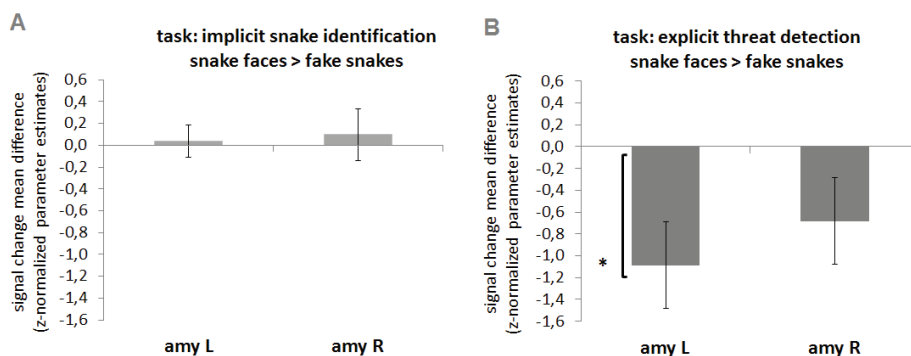 A
task: implicit snake identification
snake faces > fake snakes
signal change mean difference
(z-normalized parameter estimates)
0,6
0,4
0,2
0,0
-0,2
-0,4
-0,6
-0,8
-1,0
-1,2
-1,4
-1,6
amy L
amy R
B
task: explicit threat detection
snake faces > fake snakes
signal change mean difference
(z-normalized parameter estimates)
0,6
0,4
0,2
0,0
-0,2
-0,4
-0,6
-0,8
-1,0
-1,2
-1,4
-1,6
*
amy L
amy R